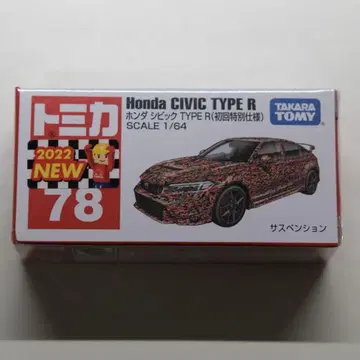 トミカ
2022
NEW
78
Honda CIVIC TYPE R
ホンダ シビック TYPE R(初回特別仕様)
SCALE 1/64
TAKARA
TOMY
サスペンション